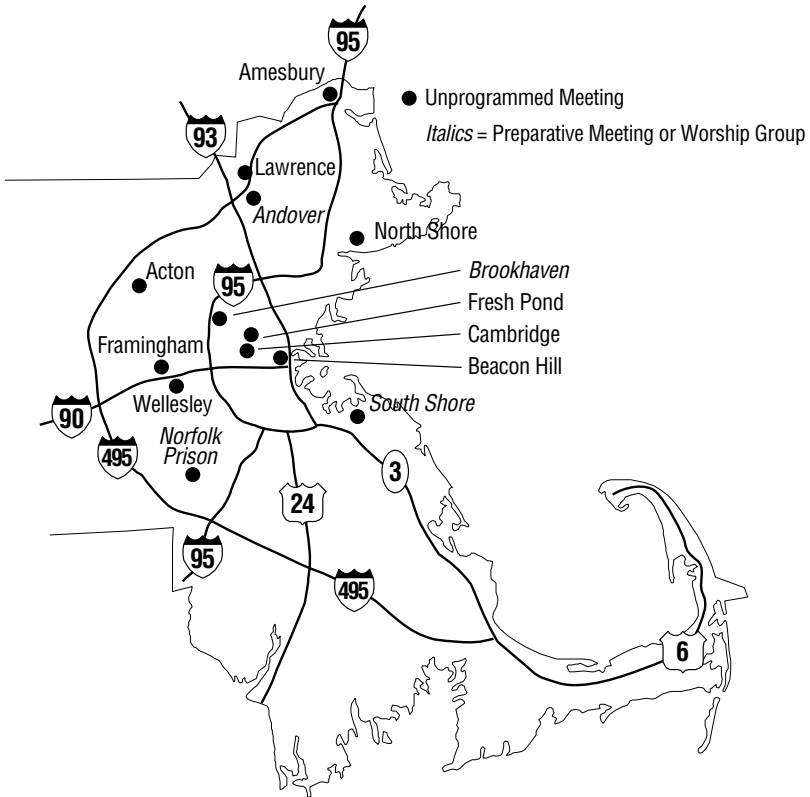 95
Amesbury
Unprogrammed Meeting
93
Italics = Preparative Meeting or Worship Group
Lawrence
Andover
North Shore
Acton
95
Brookhaven
Fresh Pond
Cambridge
Framingham
Beacon Hill
Wellesley
South Shore
90
Norfolk
Prison
495
3
24
95
495
6